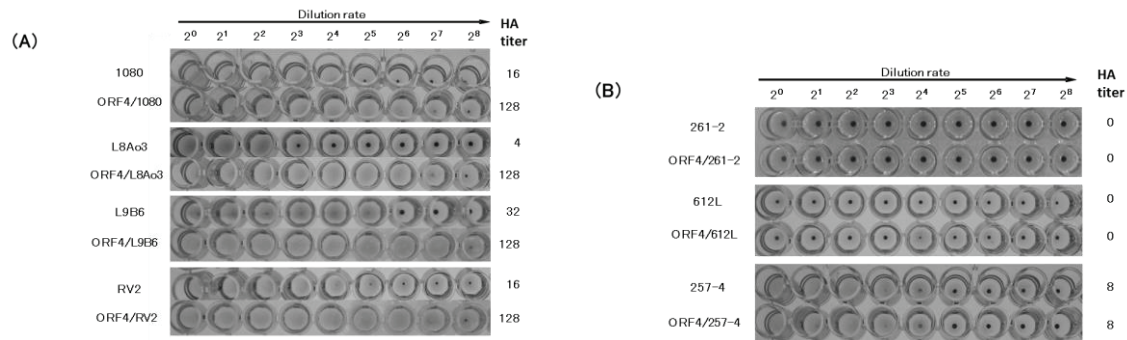 (A)
Dilution rate
HA titer
2⁰ 2¹ 2² 2³ 2⁴ 2⁵ 2⁶ 2⁷ 2⁸
1080 16
ORF4/1080 128
L8Ao3 4
ORF4/L8Ao3 128
L9B6 32
ORF4/L9B6 128
RV2 16
ORF4/RV2 128
(B)
Dilution rate
HA titer
2⁰ 2¹ 2² 2³ 2⁴ 2⁵ 2⁶ 2⁷ 2⁸
261-2 0
ORF4/261-2 0
612L 0
ORF4/612L 0
257-4 8
ORF4/257-4 8